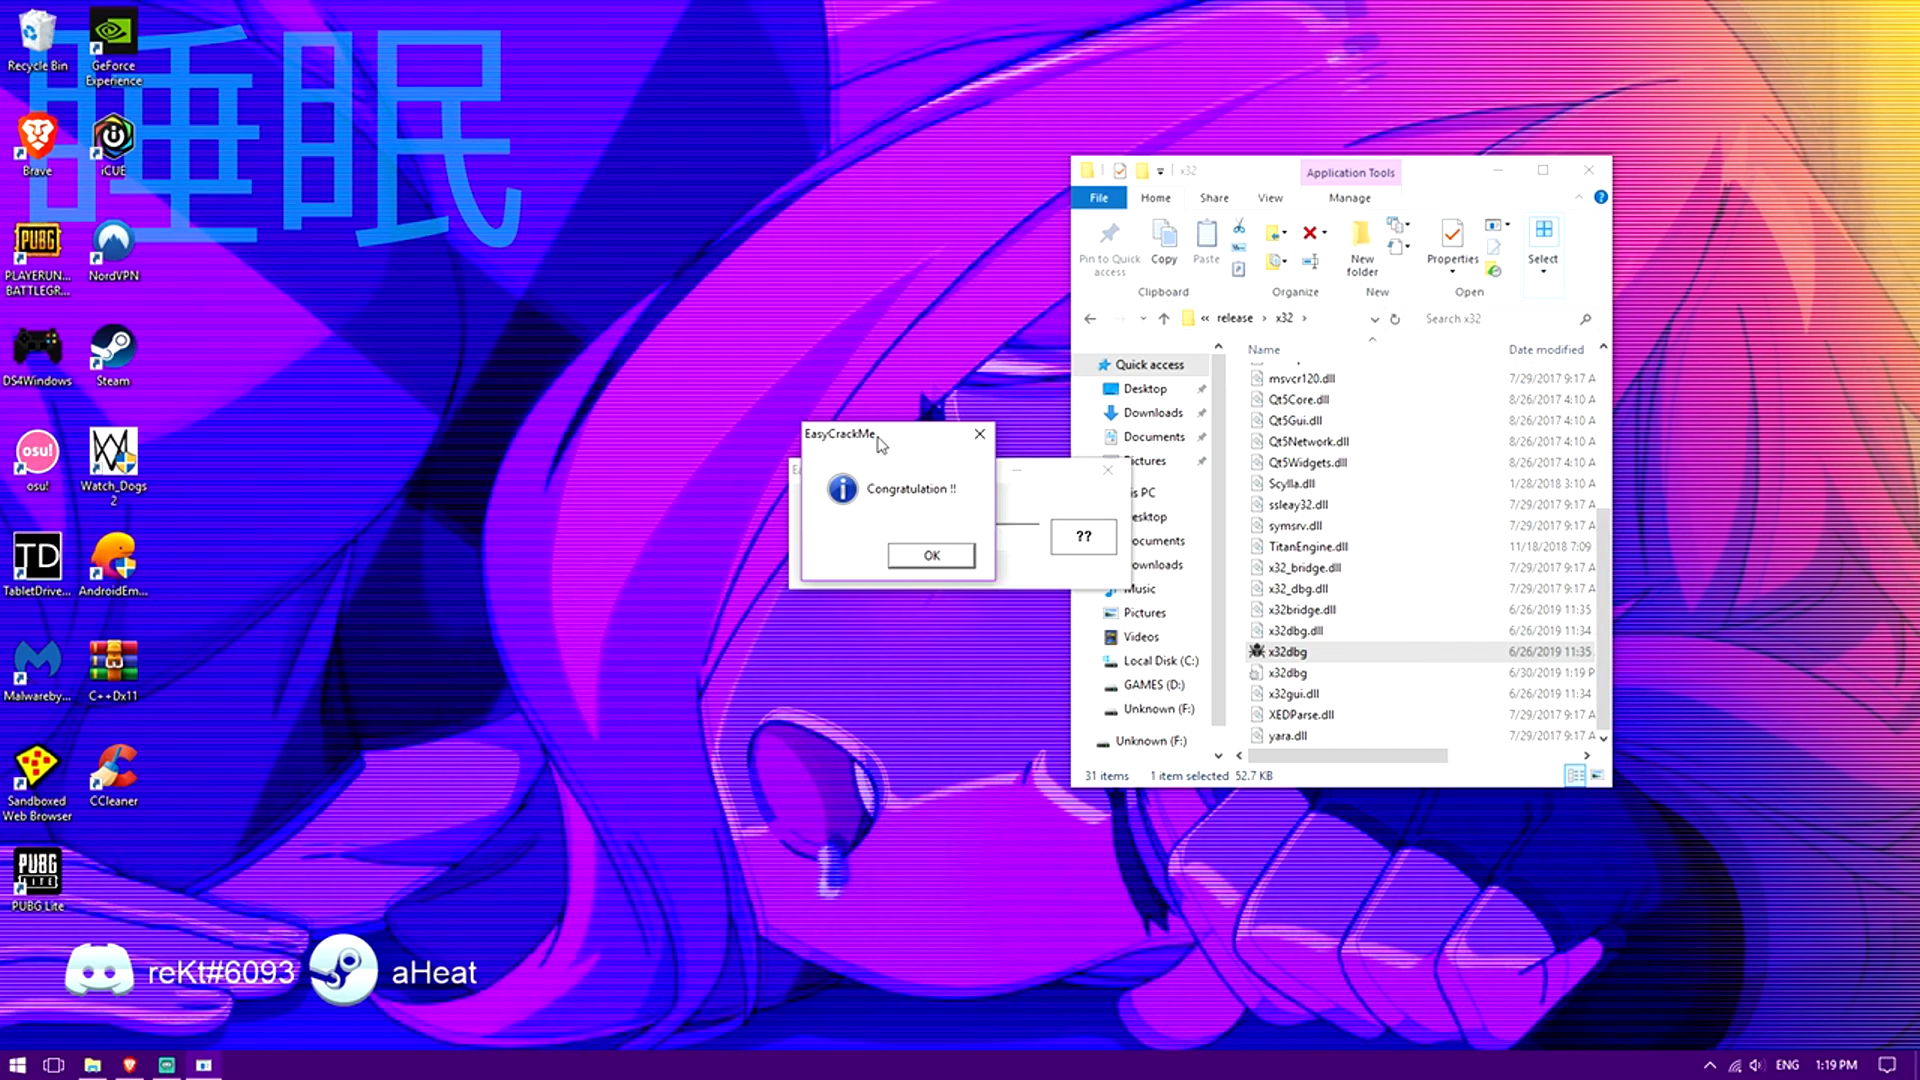 睡眠
Recycle Bin
GeForce
Experience
Brave
iCUE
PUBG
PLAYERUN...
BATTLEGR...
NordVPN
DS4Windows
Steam
osu!
osu!
Watch_Dogs
2
TD
TabletDrive...
AndroidEm...
Malwareby...
C++Dx11
Sandboxed
Web Browser
CCleaner
PUBG
LITE
PUBG Lite
reKt#6093
aHeat
EasyCrackMe
Congratulation !!
OK
??
x32
Application Tools
File
Home
Share
View
Manage
Pin to Quick
access
Copy
Paste
New
folder
Properties
Select
Clipboard
Organize
New
Open
« release › x32 ›
Search x32
Name
Date modified
Quick access
Desktop
Downloads
Documents
ictures
is PC
esktop
ocuments
ownloads
Music
Pictures
Videos
Local Disk (C:)
GAMES (D:)
Unknown (F:)
Unknown (F:)
msvcr120.dll 7/29/2017 9:17 A
Qt5Core.dll 8/26/2017 4:10 A
Qt5Gui.dll 8/26/2017 4:10 A
Qt5Network.dll 8/26/2017 4:10 A
Qt5Widgets.dll 8/26/2017 4:10 A
Scylla.dll 1/28/2018 3:10 A
ssleay32.dll 7/29/2017 9:17 A
symsrv.dll 7/29/2017 9:17 A
TitanEngine.dll 11/18/2018 7:09
x32_bridge.dll 7/29/2017 9:17 A
x32_dbg.dll 7/29/2017 9:17 A
x32bridge.dll 6/26/2019 11:35
x32dbg.dll 6/26/2019 11:34
x32dbg 6/26/2019 11:35
x32dbg 6/30/2019 1:19 P
x32gui.dll 6/26/2019 11:34
XEDParse.dll 7/29/2017 9:17 A
yara.dll 7/29/2017 9:17 A
31 items 1 item selected 52.7 KB
ENG
1:19 PM